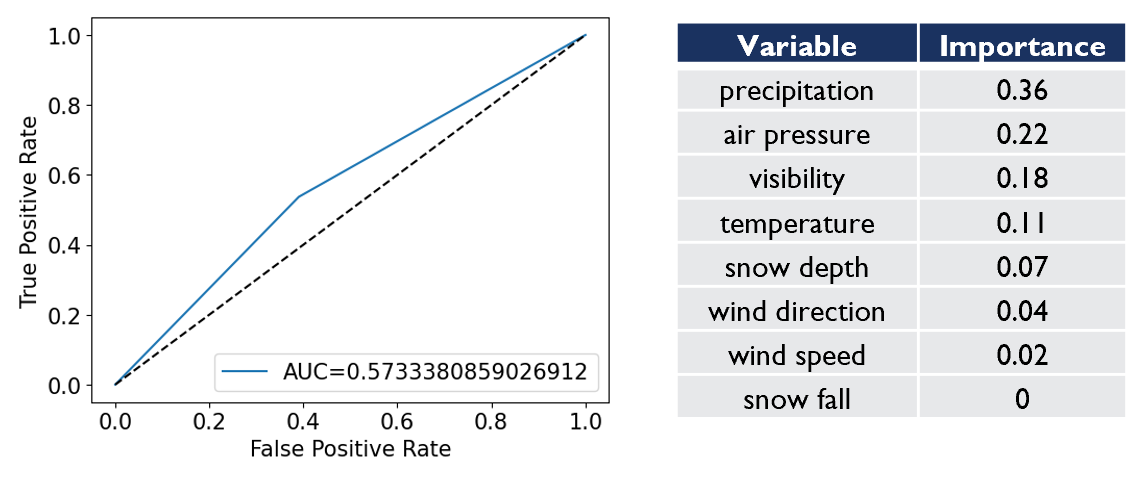 1.0
0.8
0.6
0.4
0.2
0.0
True Positive Rate
AUC=0.5733380859026912
0.0 0.2 0.4 0.6 0.8 1.0
False Positive Rate
Variable Importance
precipitation 0.36
air pressure 0.22
visibility 0.18
temperature 0.11
snow depth 0.07
wind direction 0.04
wind speed 0.02
snow fall 0